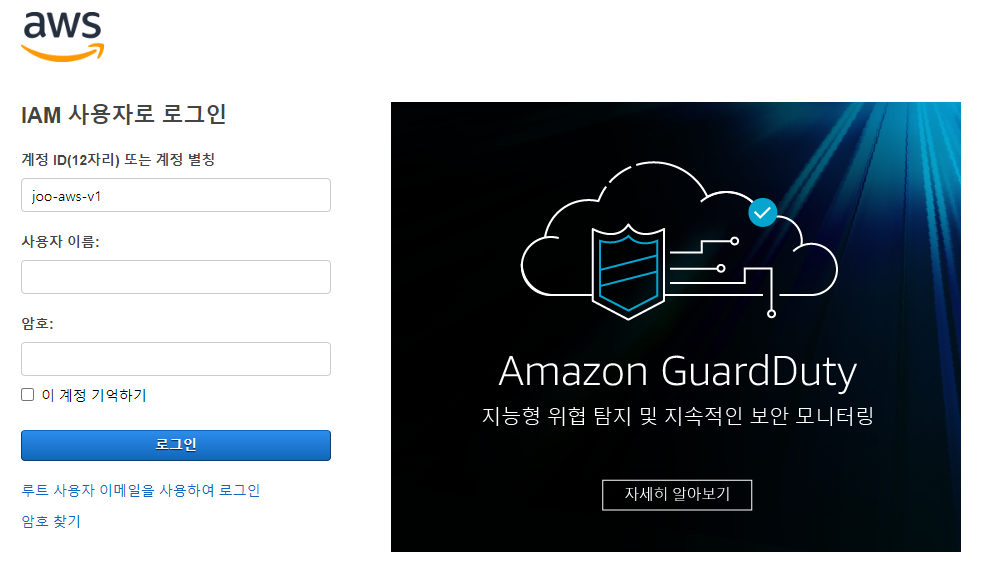 aws
IAM 사용자로 로그인
계정 ID(12자리) 또는 계정 별칭
joo-aws-v1
사용자 이름:
암호:
이 계정 기억하기
로그인
루트 사용자 이메일을 사용하여 로그인
암호 찾기
Amazon GuardDuty
지능형 위협 탐지 및 지속적인 보안 모니터링
자세히 알아보기